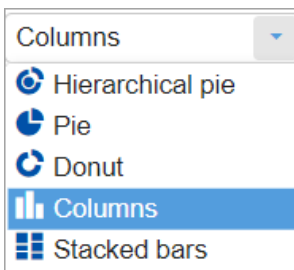 Columns
Hierarchical pie
Pie
Donut
Columns
Stacked bars